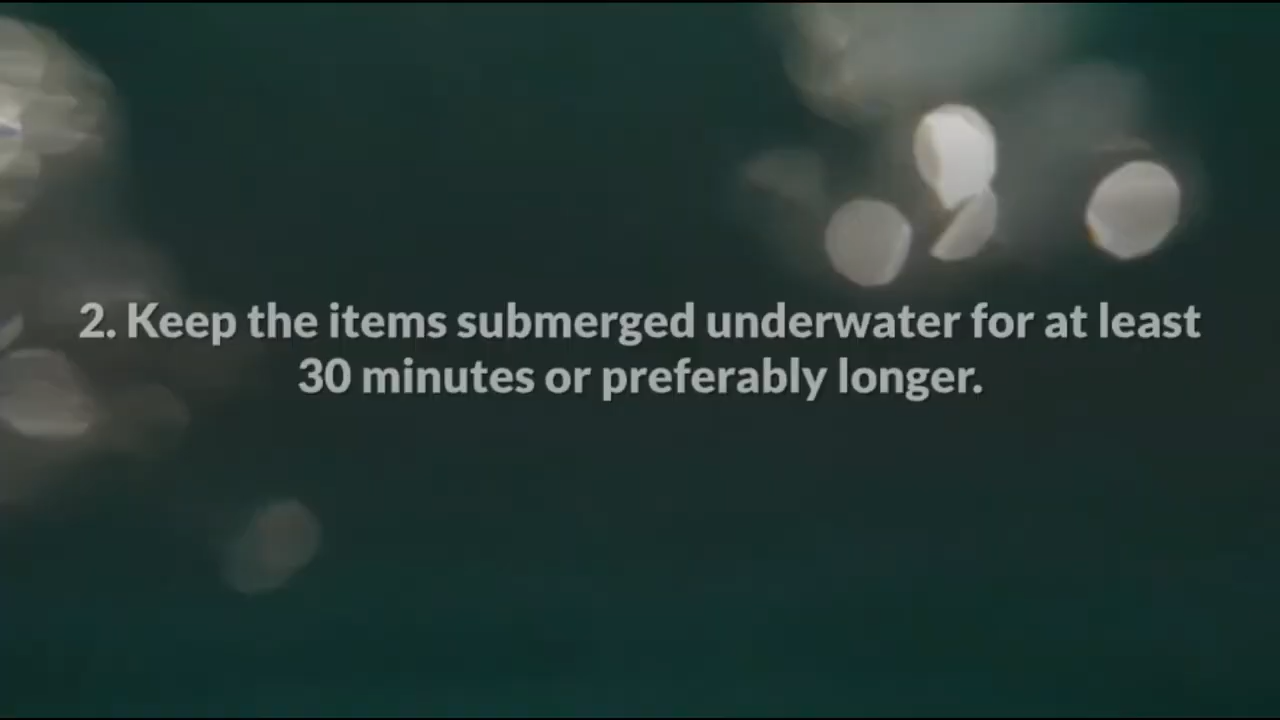 2. Keep the items submerged underwater for at least
30 minutes or preferably longer.